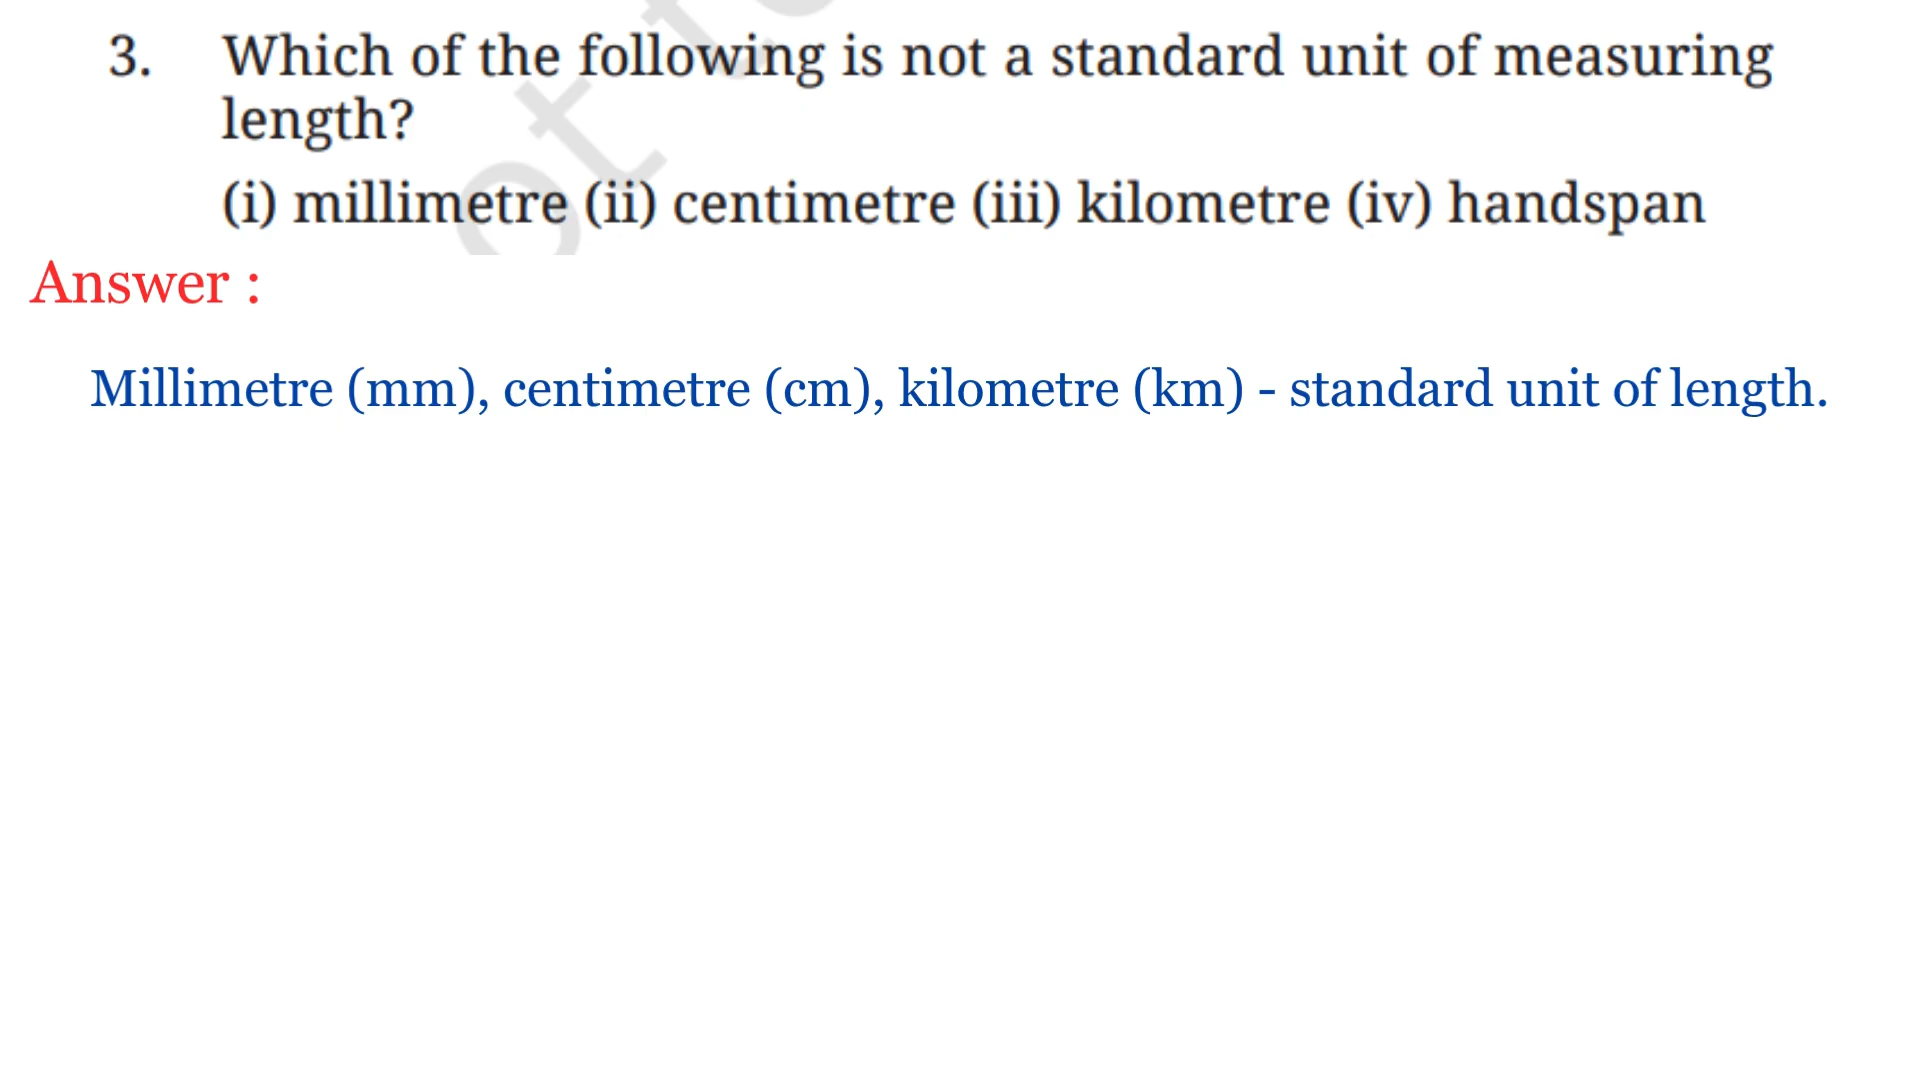 3. Which of the following is not a standard unit of measuring
length?
(i) millimetre (ii) centimetre (iii) kilometre (iv) handspan
Answer :
Millimetre (mm), centimetre (cm), kilometre (km) - standard unit of length.